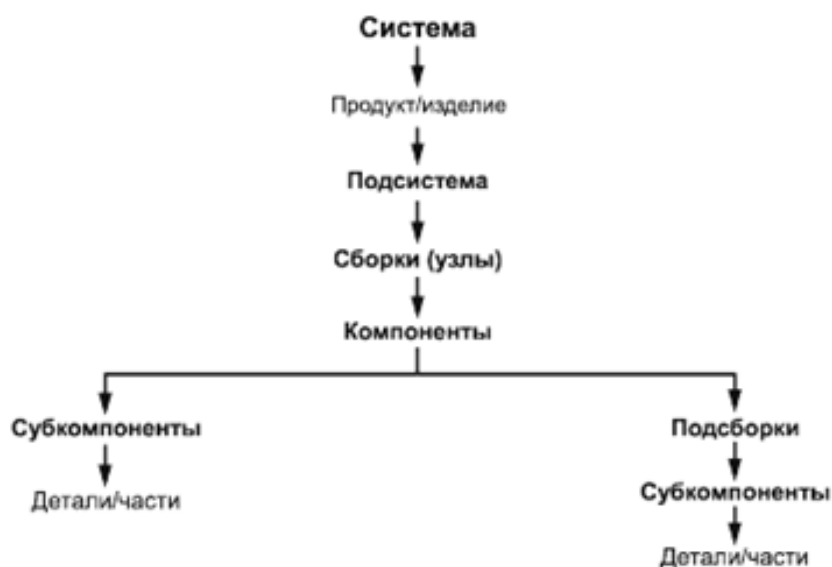 Система
Продукт/изделие
Подсистема
Сборки (узлы)
Компоненты
Субкомпоненты
Подсборки
Детали/части
Субкомпоненты
Детали/части